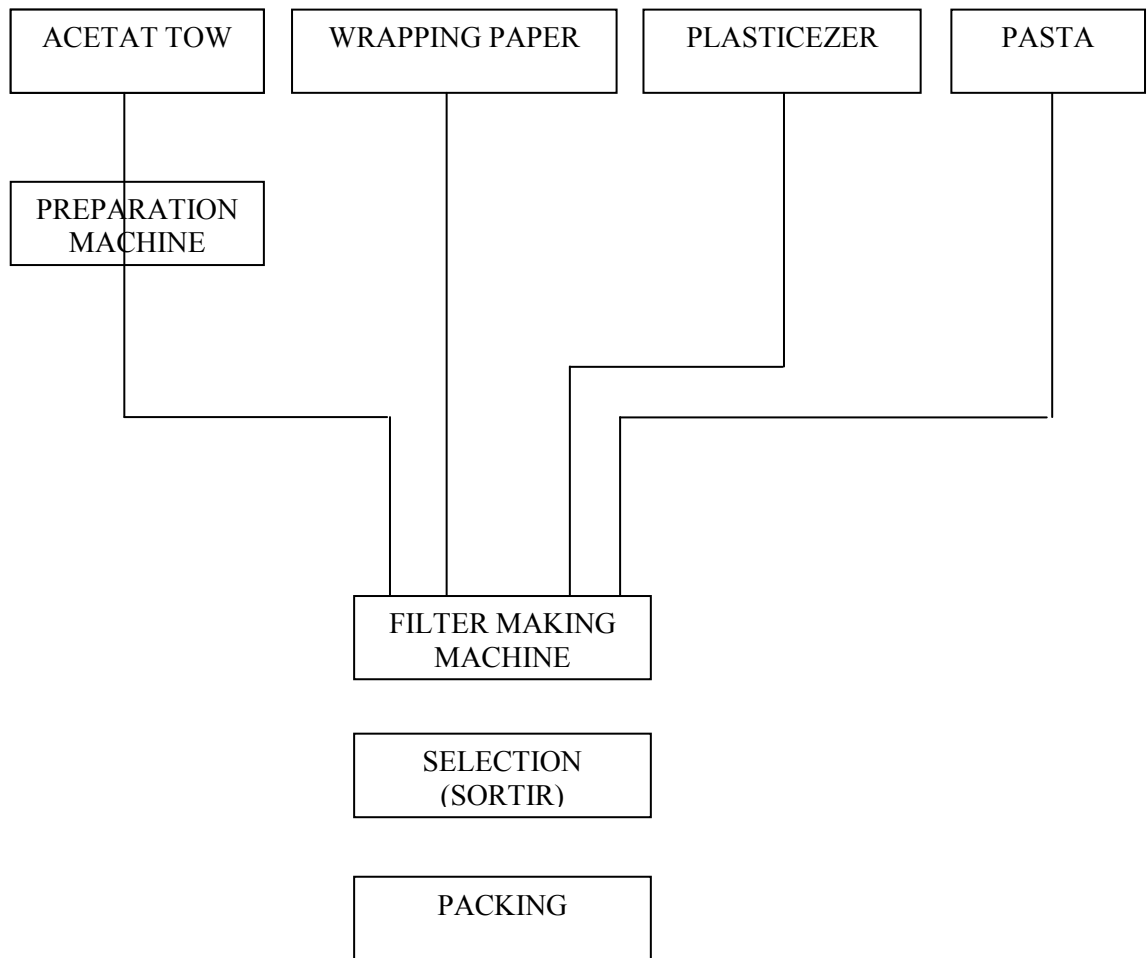 ACETAT TOW
WRAPPING PAPER
PLASTICEZER
PASTA
PREPARATION
MACHINE
FILTER MAKING
MACHINE
SELECTION
(SORTIR)
PACKING